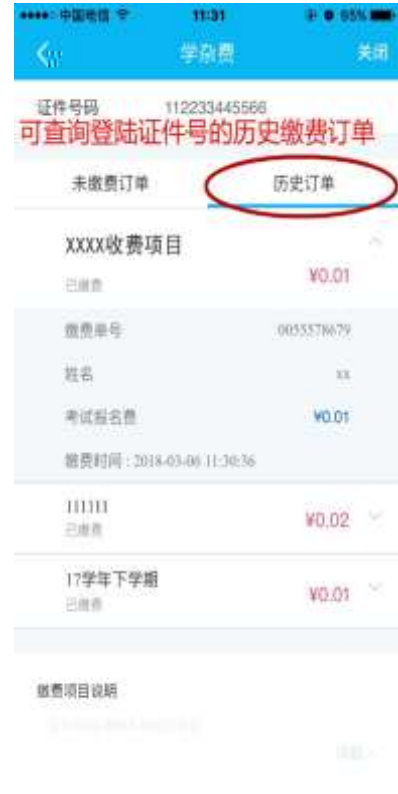 中国电信 11:31 65%
学杂费 关闭
证件号码 112233445566
可查询登陆证件号的历史缴费订单
未缴费订单 历史订单
XXXX收费项目
已缴费 ¥0.01
缴费单号 0055578679
姓名 xx
考试报名费 ¥0.01
缴费时间：2018-03-06 11:30:36
111111
已缴费 ¥0.02
17学年下学期
已缴费 ¥0.01
缴费项目说明